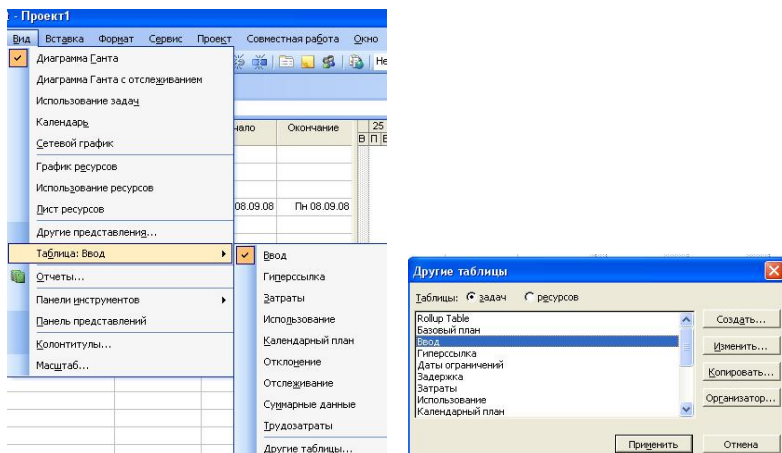 t - Проект1
Вид Вставка Формат Сервис Проект Совместная работа Окно
Диаграмма Ганта
Диаграмма Ганта с отслеживанием
Использование задач
Календарь
Сетевой график
График ресурсов
Использование ресурсов
Лист ресурсов
Другие представления...
Таблица: Ввод
Отчеты...
Панели инструментов
Панель представлений
Колонтитулы...
Масштаб...
Не
чало Окончание 25
В П В
08.09.08 Пн 08.09.08
Ввод
Гиперссылка
Затраты
Использование
Календарный план
Отклонение
Отслеживание
Суммарные данные
Трудозатраты
Другие таблицы...
Другие таблицы
Таблицы: задач ресурсов
Rollup Table
Базовый план
Ввод
Гиперссылка
Даты ограничений
Задержка
Затраты
Использование
Календарный план
Создать...
Изменить...
Копировать...
Организатор...
Применить Отмена